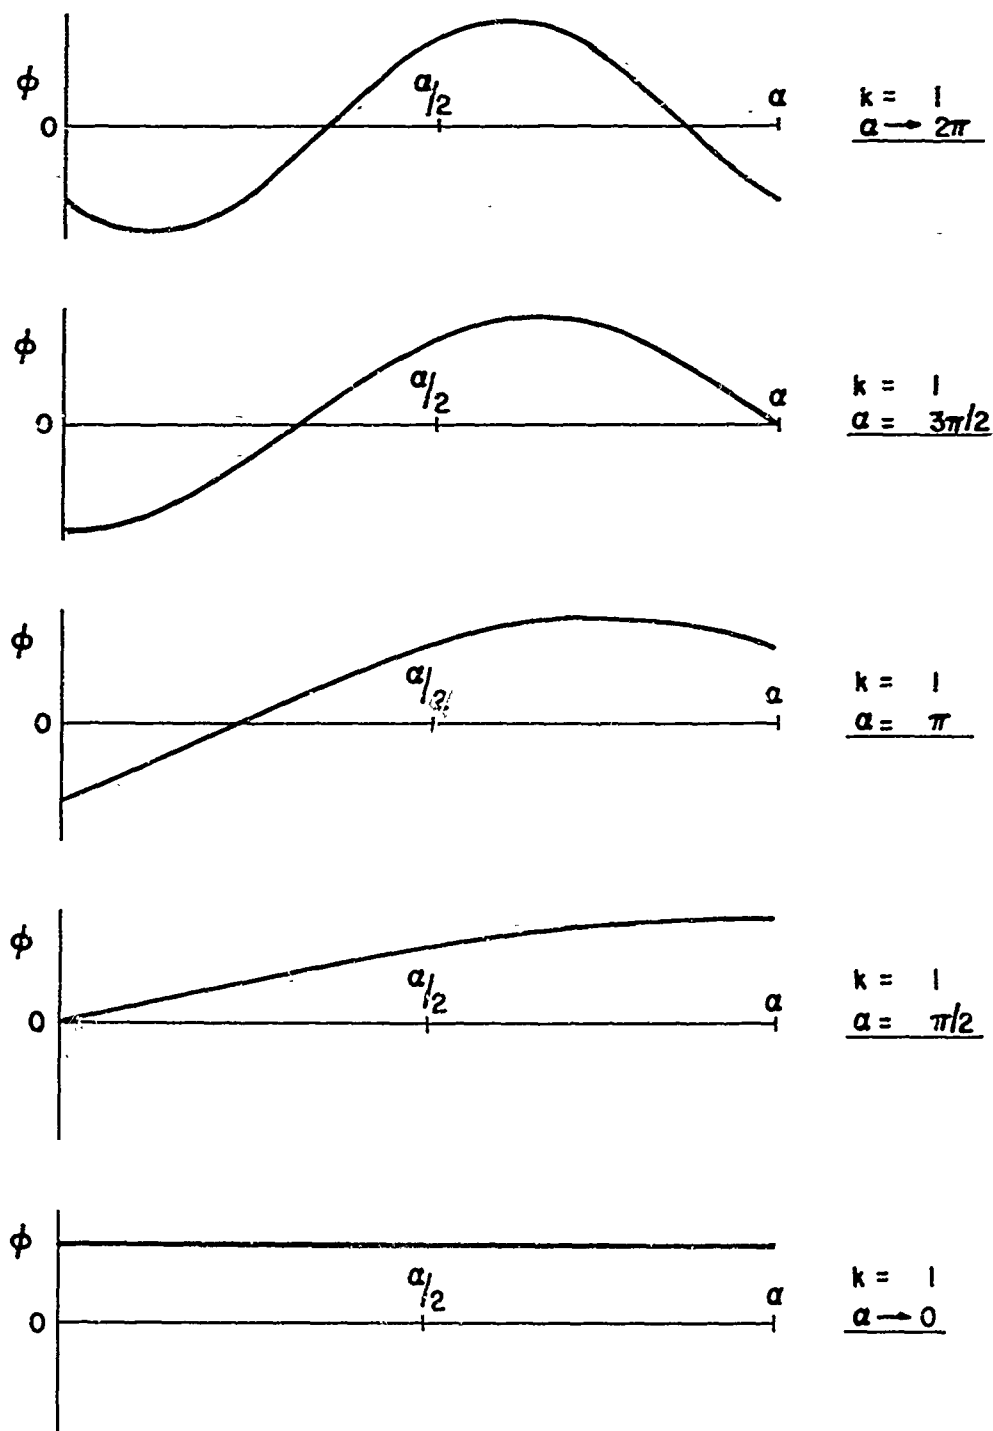 ϕ
α/2
α
k = 1
0
α → 2π
ϕ
α/2
α
k = 1
0
α = 3π/2
ϕ
α/2
α
k = 1
0
α = π
ϕ
α/2
α
k = 1
0
α = π/2
ϕ
α/2
α
k = 1
0
α → 0